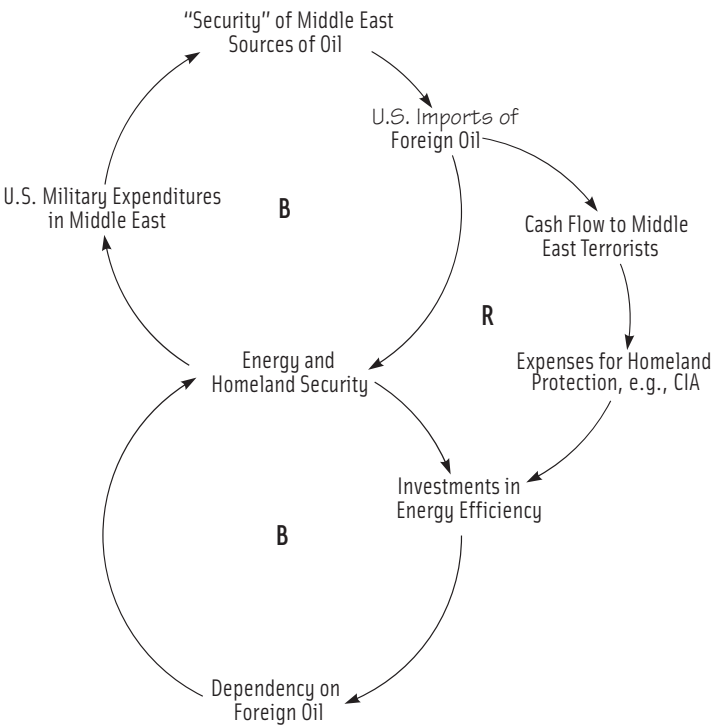 “Security” of Middle East
Sources of Oil
U.S. Imports of
Foreign Oil
U.S. Military Expenditures
in Middle East
B
Cash Flow to Middle
East Terrorists
R
Energy and
Homeland Security
Expenses for Homeland
Protection, e.g., CIA
Investments in
Energy Efficiency
B
Dependency on
Foreign Oil